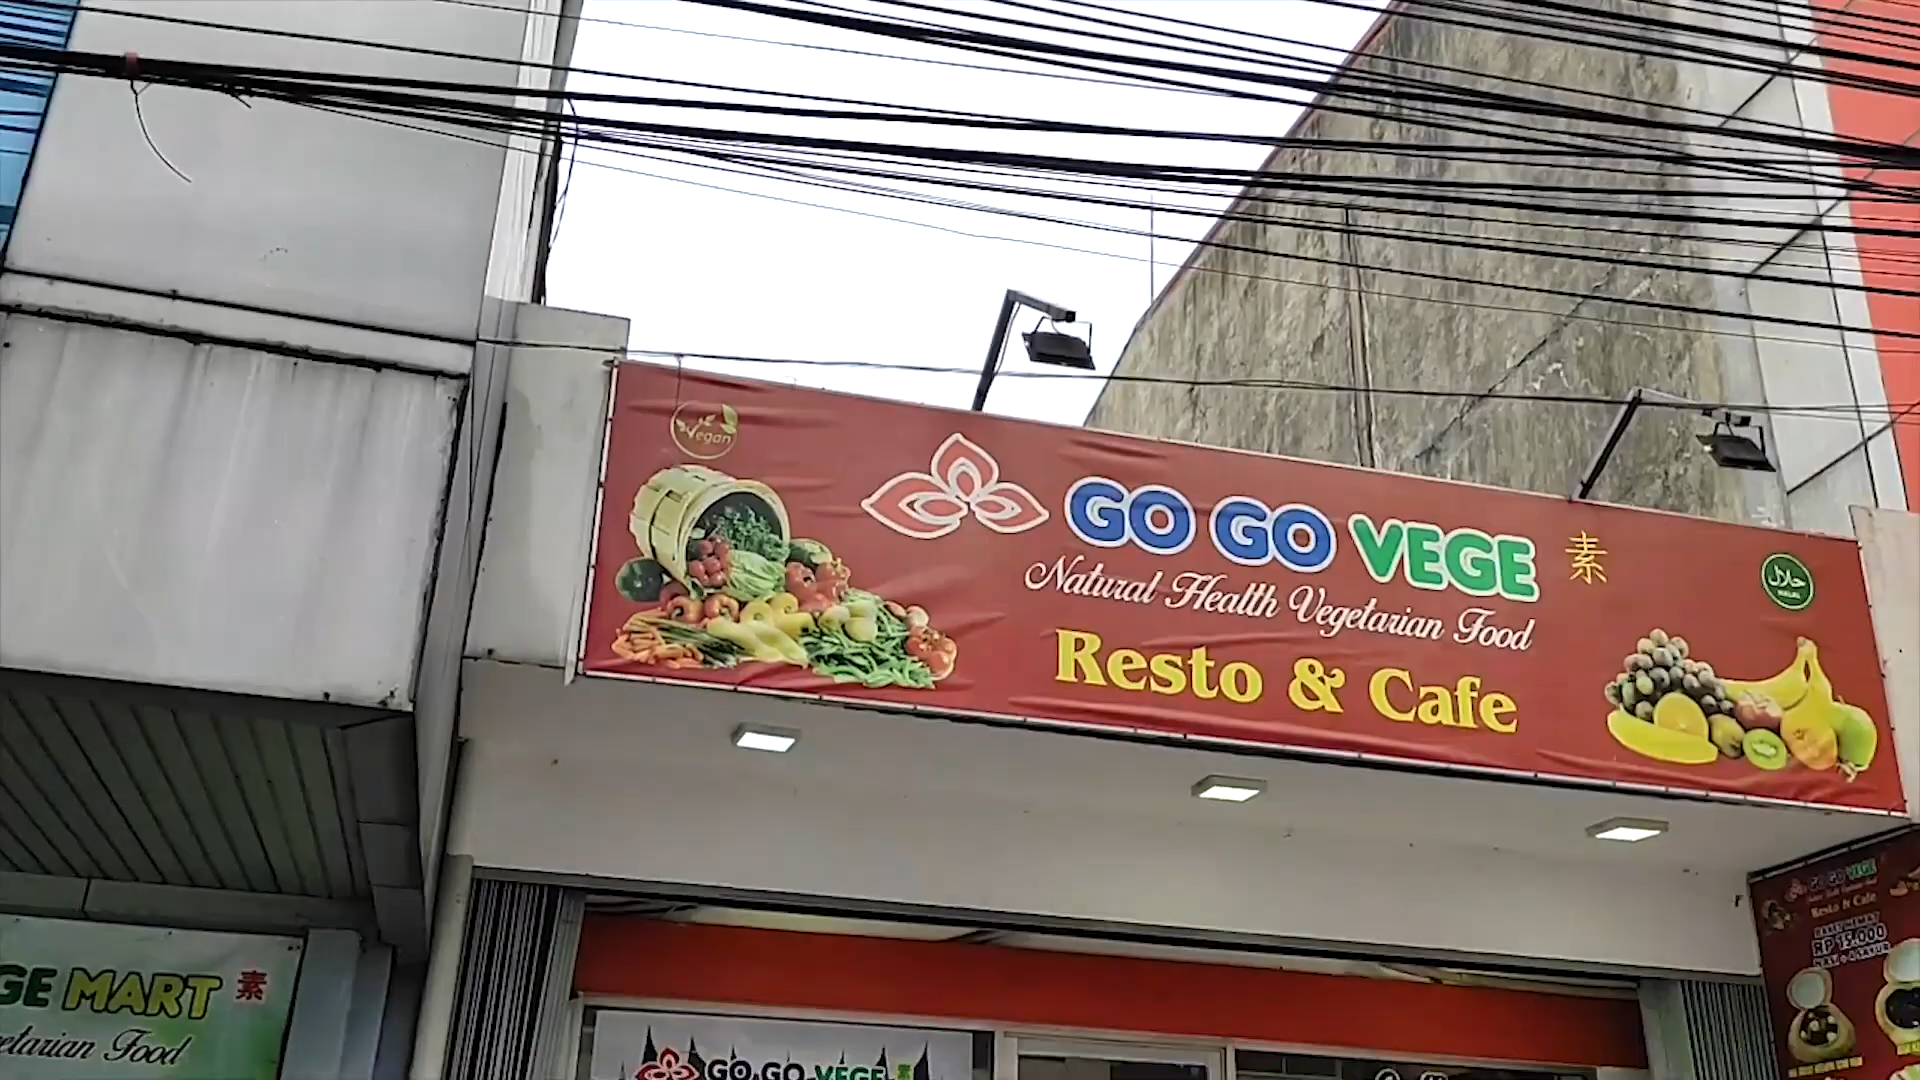 Vegan
GO GO VEGE 素
Natural Health Vegetarian Food
Resto & Cafe
حلال
HALAL
GE MART 素
etarian Food
GO GO VEGE 素
GO GO VEGE
Resto & Cafe
RP 15.000